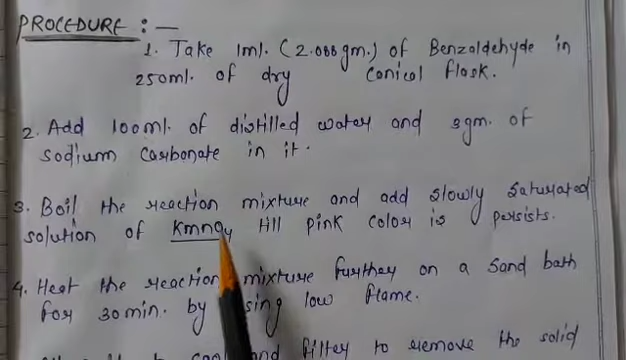 PROCEDURE :-
1. Take 1ml. (2.088gm.) of Benzaldehyde in
250ml. of dry conical flask.
2. Add 100ml. of distilled water and 3gm. of
sodium carbonate in it.
3. Boil the reaction mixture and add slowly saturated
solution of KmnO4 till pink color is persists.
4. Heat the reaction mixture further on a sand bath
for 30min. by low flame.
and filter to remove the solid